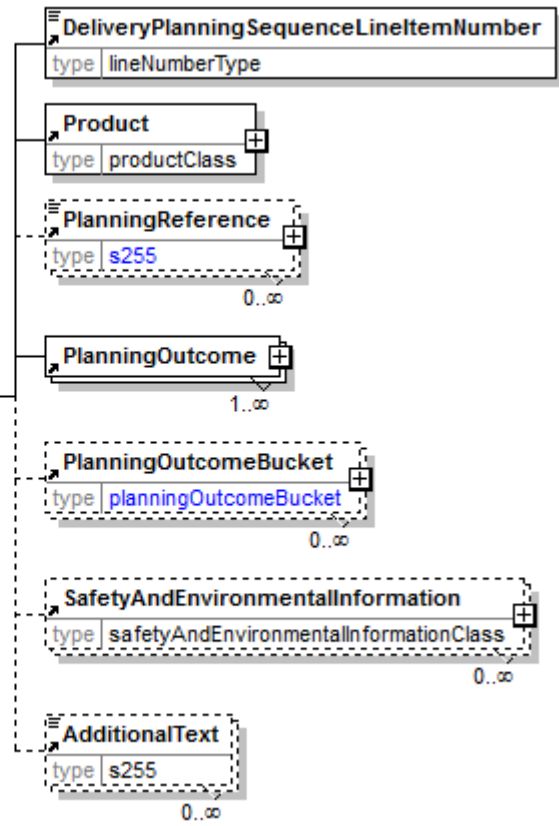 DeliveryPlanningSequenceLineItemNumber
type lineNumberType
Product
type productClass
PlanningReference
type s255
0..∞
PlanningOutcome
1..∞
PlanningOutcomeBucket
type planningOutcomeBucket
0..∞
SafetyAndEnvironmentalInformation
type safetyAndEnvironmentalInformationClass
0..∞
AdditionalText
type s255
0..∞